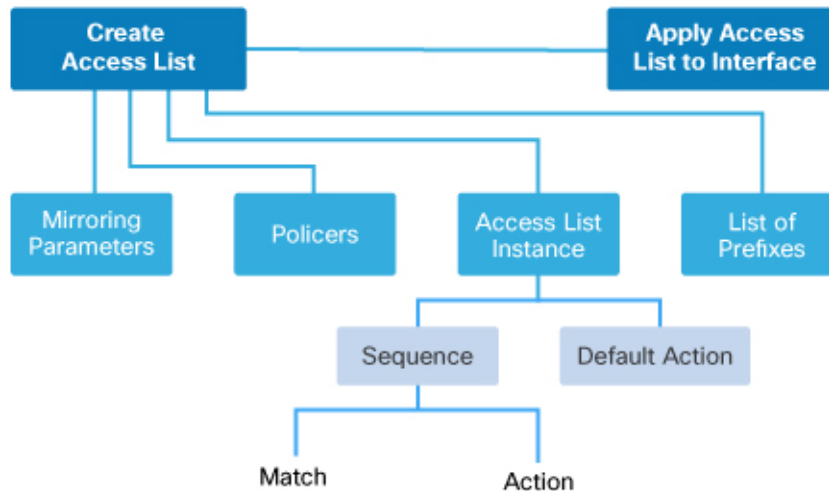 Create
Access List
Apply Access
List to Interface
Mirroring
Parameters
Policers
Access List
Instance
List of
Prefixes
Sequence
Default Action
Match
Action